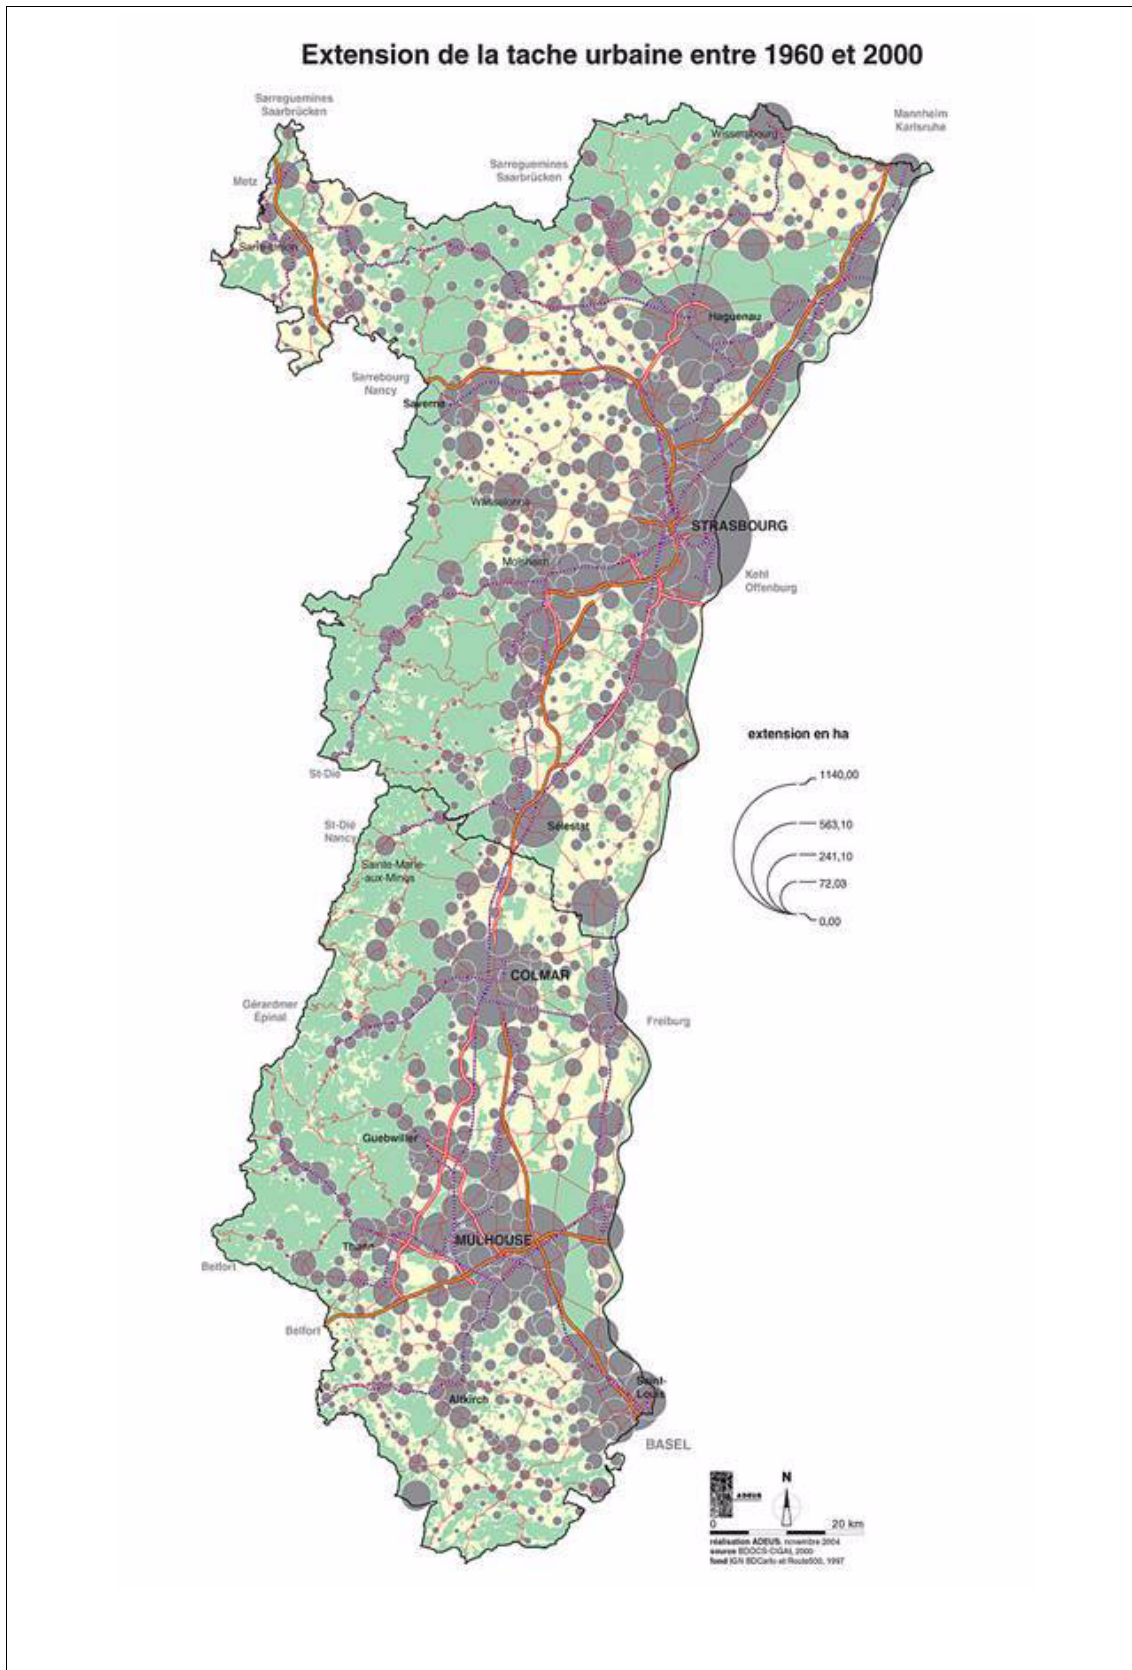 Extension de la tache urbaine entre 1960 et 2000
Sarreguemines
Saarbrücken
Mannheim
Karlsruhe
Wissembourg
Sarreguemines
Saarbrücken
Metz
Sarre-Union
Haguenau
Sarrebourg
Nancy
Saverne
Wasselonne
STRASBOURG
Molsheim
Kehl
Offenburg
extension en ha
St-Dié
1140,00
563,10
St-Dié
Nancy
Sélestat
241,10
Sainte-Marie-
aux-Mines
72,03
0,00
COLMAR
Gérardmer
Epinal
Freiburg
Guebwiller
MULHOUSE
Thann
Belfort
Belfort
Saint-
Louis
Altkirch
BASEL
N
ADEUS
0 20 km
réalisation ADEUS, novembre 2004
source BDOCS-CIGAL 2000
fond IGN BDCarto et Route500, 1997